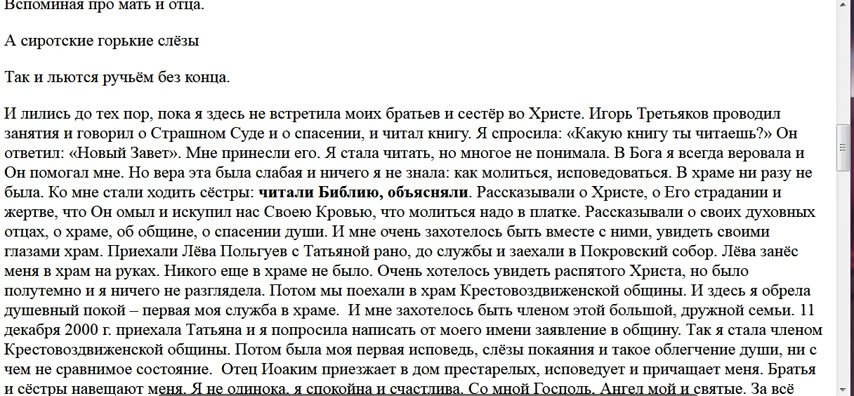 Вспоминая про мать и отца.
А сиротские горькие слёзы
Так и льются ручьём без конца.
И лились до тех пор, пока я здесь не встретила моих братьев и сестёр во Христе. Игорь Третьяков проводил
занятия и говорил о Страшном Суде и о спасении, и читал книгу. Я спросила: «Какую книгу ты читаешь?» Он
ответил: «Новый Завет». Мне принесли его. Я стала читать, но многое не понимала. В Бога я всегда веровала и
Он помогал мне. Но вера эта была слабая и ничего я не знала: как молиться, исповедоваться. В храме ни разу не
была. Ко мне стали ходить сёстры: читали Библию, объясняли. Рассказывали о Христе, о Его страдании и
жертве, что Он омыл и искупил нас Своею Кровью, что молиться надо в платке. Рассказывали о своих духовных
отцах, о храме, об общине, о спасении души. И мне очень захотелось быть вместе с ними, увидеть своими
глазами храм. Приехали Лёва Польгуев с Татьяной рано, до службы и заехали в Покровский собор. Лёва занёс
меня в храм на руках. Никого еще в храме не было. Очень хотелось увидеть распятого Христа, но было
полутемно и я ничего не разглядела. Потом мы поехали в храм Крестовоздвиженской общины. И здесь я обрела
душевный покой – первая моя служба в храме. И мне захотелось быть членом этой большой, дружной семьи. 11
декабря 2000 г. приехала Татьяна и я попросила написать от моего имени заявление в общину. Так я стала членом
Крестовоздвиженской общины. Потом была моя первая исповедь, слёзы покаяния и такое облегчение души, ни с
чем не сравнимое состояние. Отец Иоаким приезжает в дом престарелых, исповедует и причащает меня. Братья
и сёстры навещают меня. Я не одинока, я спокойна и счастлива. Со мной Господь, Ангел мой и святые. За всё